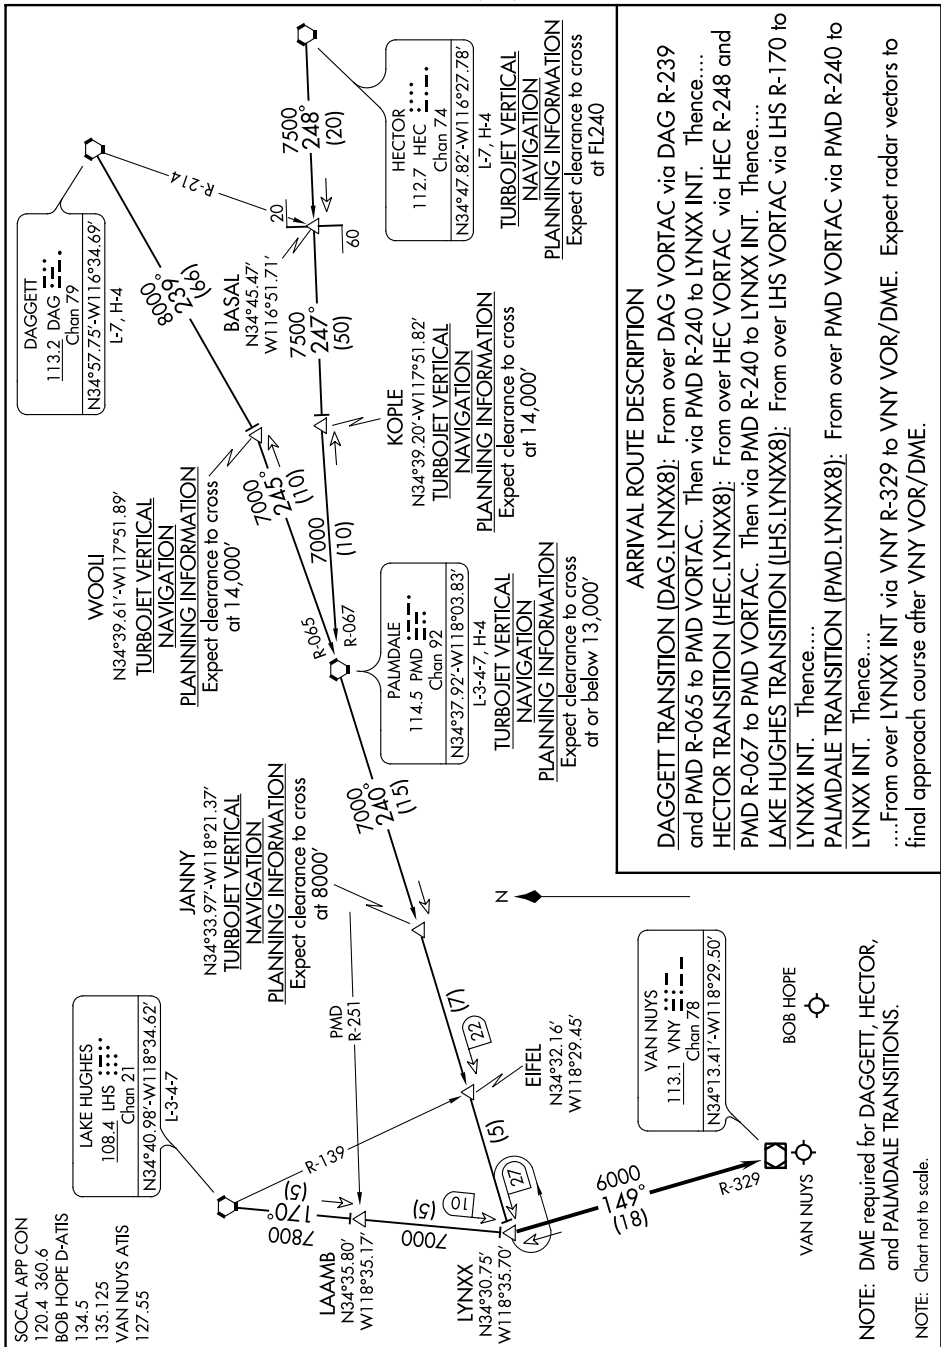 SOCAL APP CON
120.4 360.6
BOB HOPE D-ATIS
134.5
135.125
VAN NUYS ATIS
127.55
LAKE HUGHES
108.4 LHS
Chan 21
N34°40.98'-W118°34.62'
L-3-4-7
JANNY
N34°33.97'-W118°21.37'
TURBOJET VERTICAL
NAVIGATION
PLANNING INFORMATION
Expect clearance to cross
at 8000'
WOOLI
N34°39.61'-W117°51.89'
TURBOJET VERTICAL
NAVIGATION
PLANNING INFORMATION
Expect clearance to cross
at 14,000'
DAGGETT
113.2 DAG
Chan 79
N34°57.75'-W116°34.69'
L-7, H-4
R-214
8000
239°
(66)
7000
245°
(10)
R-065
BASAL
N34°45.47'
W116°51.71'
20
60
7500
248°
(20)
7500
247°
(50)
7000
(10)
R-067
HECTOR
112.7 HEC
Chan 74
N34°47.82'-W116°27.78'
L-7, H-4
TURBOJET VERTICAL
NAVIGATION
PLANNING INFORMATION
Expect clearance to cross
at FL240
KOPLE
N34°39.20'-W117°51.82'
TURBOJET VERTICAL
NAVIGATION
PLANNING INFORMATION
Expect clearance to cross
at 14,000'
PALMDALE
114.5 PMD
Chan 92
N34°37.92'-W118°03.83'
L-3-4-7, H-4
TURBOJET VERTICAL
NAVIGATION
PLANNING INFORMATION
Expect clearance to cross
at or below 13,000'
7000
240°
(15)
PMD
R-251
(7)
22
R-139
EIFEL
N34°32.16'
W118°29.45'
(5)
27
(5)
170°
7800
LAAMB
N34°35.80'
W118°35.17'
(5)
10
7000
LYNXX
N34°30.75'
W118°35.70'
6000
149°
(18)
R-329
N
VAN NUYS
113.1 VNY
Chan 78
N34°13.41'-W118°29.50'
VAN NUYS
BOB HOPE
NOTE: DME required for DAGGETT, HECTOR,
and PALMDALE TRANSITIONS.
NOTE: Chart not to scale.
ARRIVAL ROUTE DESCRIPTION
DAGGETT TRANSITION (DAG.LYNXX8): From over DAG VORTAC via DAG R-239
and PMD R-065 to PMD VORTAC. Then via PMD R-240 to LYNXX INT. Thence....
HECTOR TRANSITION (HEC.LYNXX8): From over HEC VORTAC via HEC R-248 and
PMD R-067 to PMD VORTAC. Then via PMD R-240 to LYNXX INT. Thence....
LAKE HUGHES TRANSITION (LHS.LYNXX8): From over LHS VORTAC via LHS R-170 to
LYNXX INT. Thence....
PALMDALE TRANSITION (PMD.LYNXX8): From over PMD VORTAC via PMD R-240 to
LYNXX INT. Thence....
....From over LYNXX INT via VNY R-329 to VNY VOR/DME. Expect radar vectors to
final approach course after VNY VOR/DME.